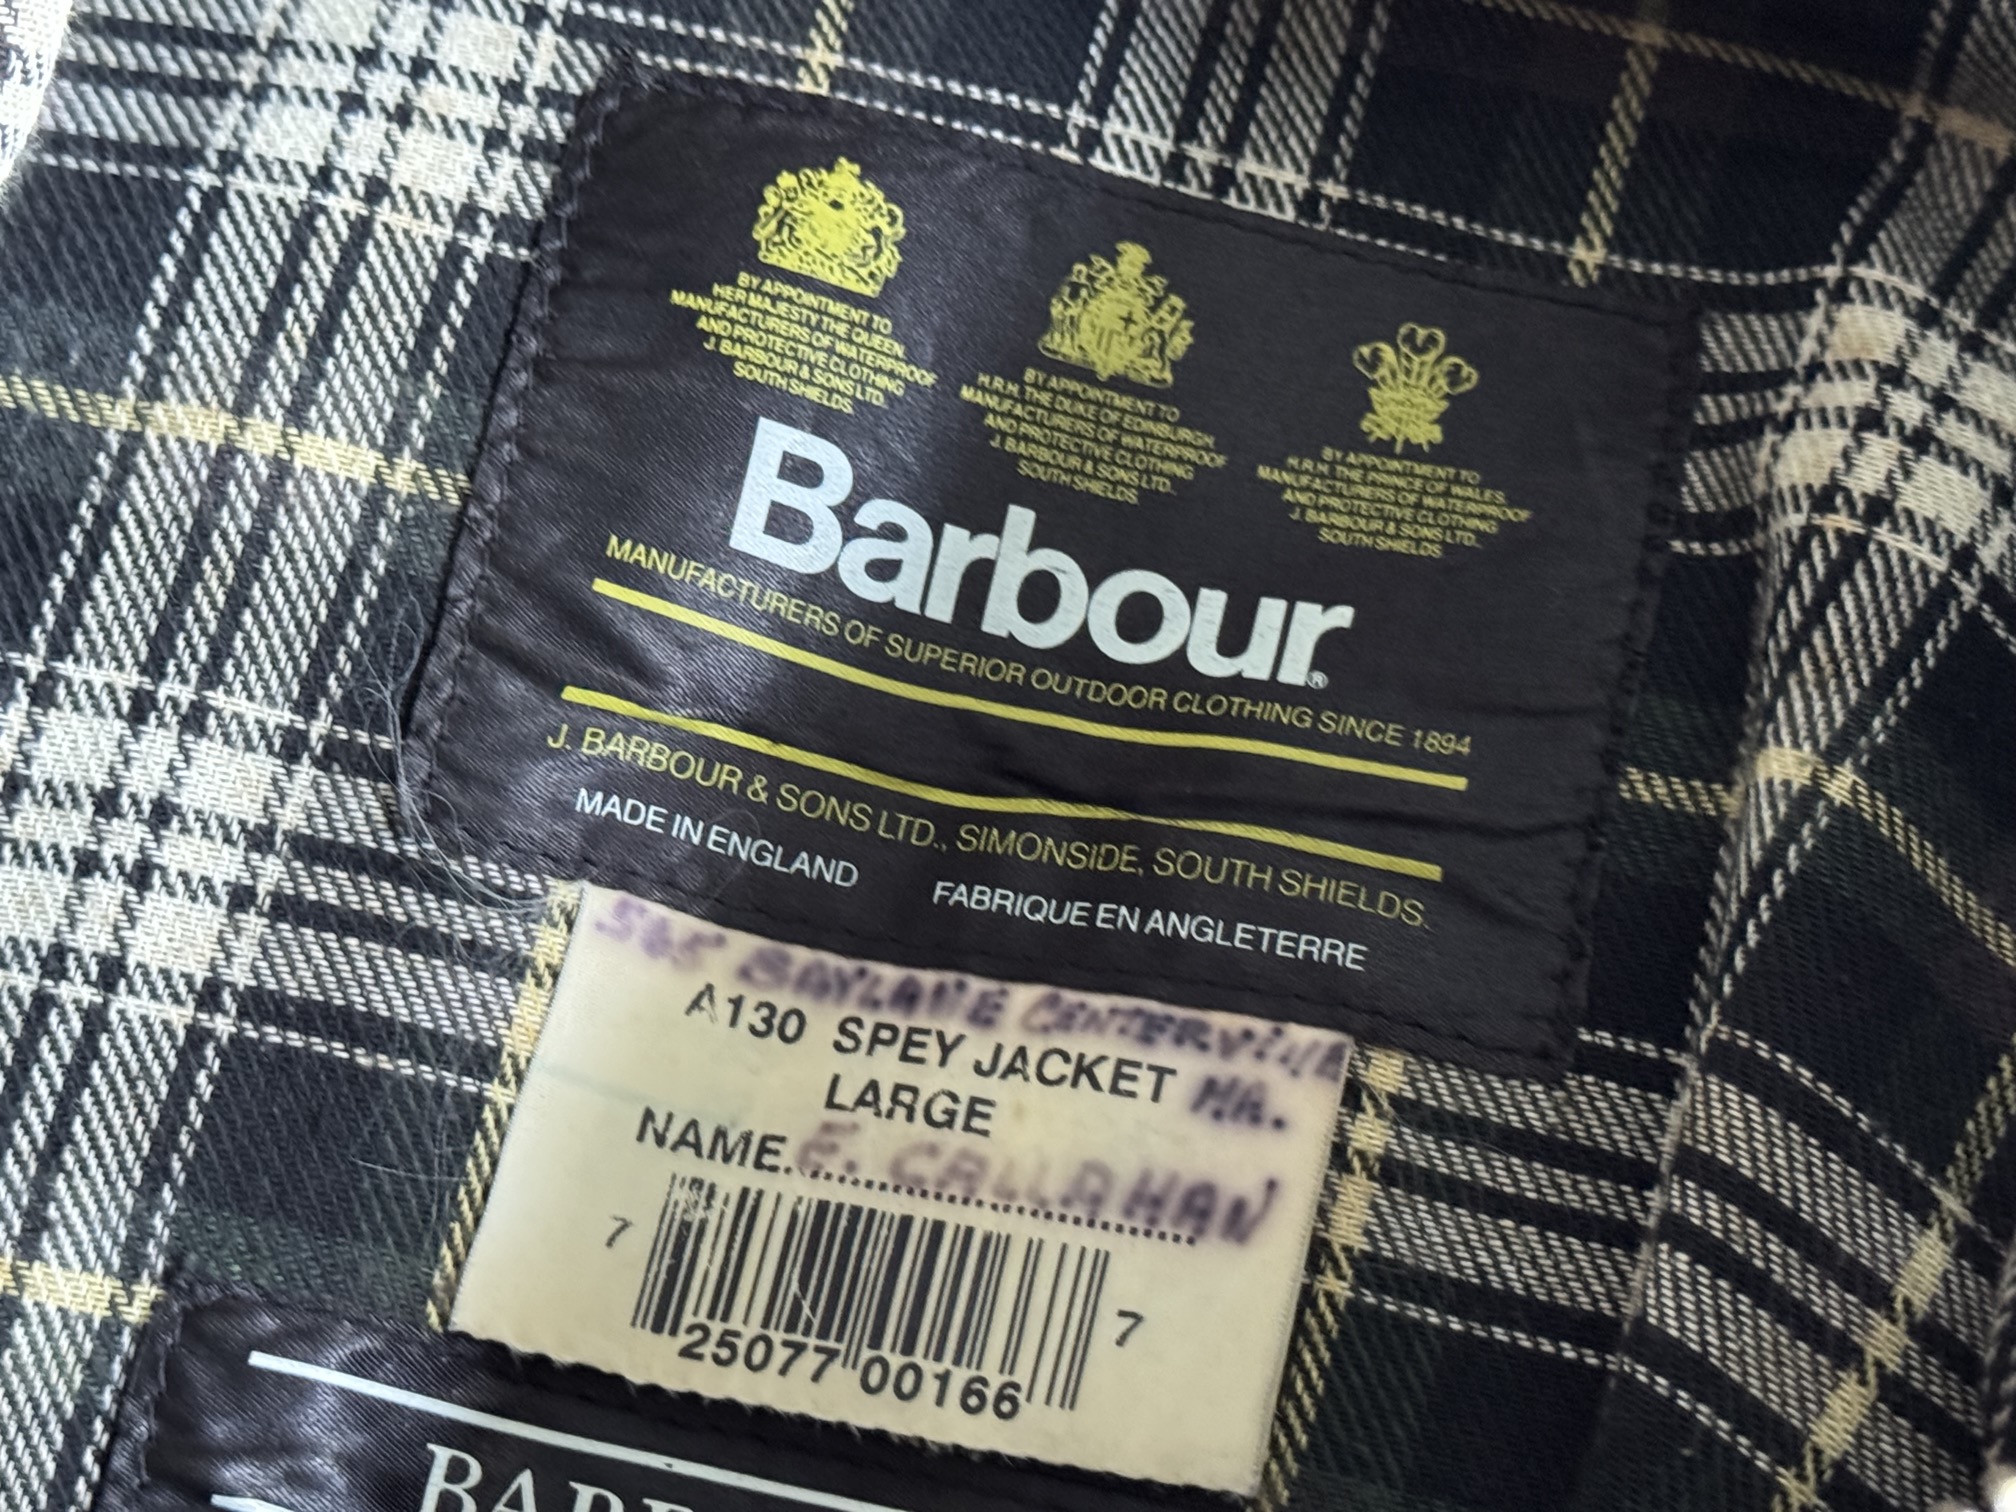 BY APPOINTMENT TO
HER MAJESTY THE QUEEN
MANUFACTURERS OF WATERPROOF
AND PROTECTIVE CLOTHING
J. BARBOUR & SONS LTD.
SOUTH SHIELDS.
BY APPOINTMENT TO
H.R.H. THE DUKE OF EDINBURGH
MANUFACTURERS OF WATERPROOF
AND PROTECTIVE CLOTHING
J. BARBOUR & SONS LTD.
SOUTH SHIELDS.
BY APPOINTMENT TO
H.R.H. THE PRINCE OF WALES
MANUFACTURERS OF WATERPROOF
AND PROTECTIVE CLOTHING
J. BARBOUR & SONS LTD.
SOUTH SHIELDS
Barbour®
MANUFACTURERS OF SUPERIOR OUTDOOR CLOTHING SINCE 1894
J. BARBOUR & SONS LTD., SIMONSIDE, SOUTH SHIELDS.
MADE IN ENGLAND FABRIQUE EN ANGLETERRE
565 BAYLANE CENTERVILLE
MA.
A130 SPEY JACKET
LARGE
NAME. E. CALLAHAN
7 25077 00166 7